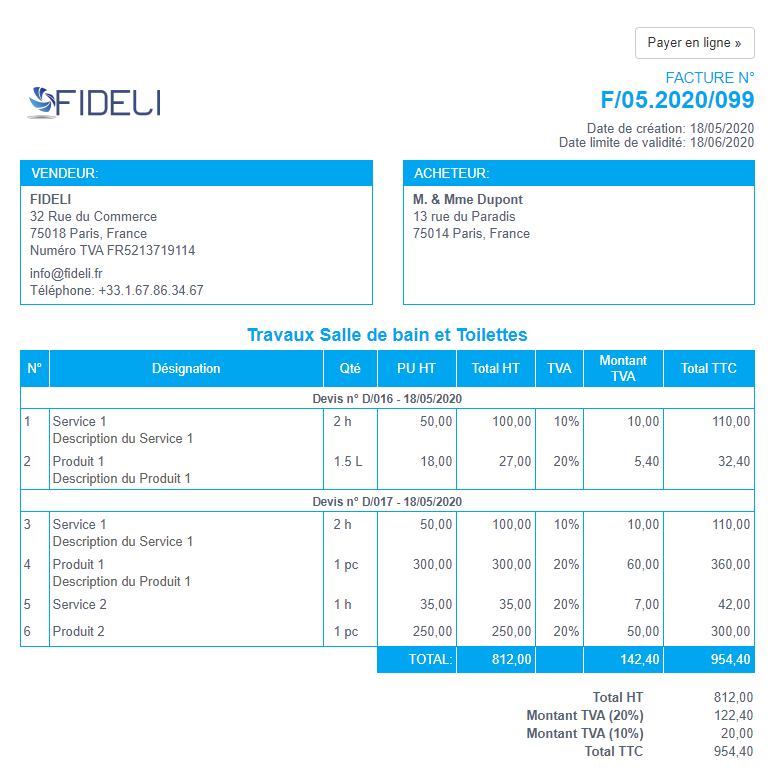 Payer en ligne »
FACTURE N°
F/05.2020/099
FIDELI
Date de création: 18/05/2020
Date limite de validité: 18/06/2020
VENDEUR:
FIDELI
32 Rue du Commerce
75018 Paris, France
Numéro TVA FR5213719114
info@fideli.fr
Téléphone: +33.1.67.86.34.67
ACHETEUR:
M. & Mme Dupont
13 rue du Paradis
75014 Paris, France
Travaux Salle de bain et Toilettes
N° Désignation Qté PU HT Total HT TVA Montant TVA Total TTC
Devis n° D/016 - 18/05/2020
1 Service 1 2 h 50,00 100,00 10% 10,00 110,00
Description du Service 1
2 Produit 1 1.5 L 18,00 27,00 20% 5,40 32,40
Description du Produit 1
Devis n° D/017 - 18/05/2020
3 Service 1 2 h 50,00 100,00 10% 10,00 110,00
Description du Service 1
4 Produit 1 1 pc 300,00 300,00 20% 60,00 360,00
Description du Produit 1
5 Service 2 1 h 35,00 35,00 20% 7,00 42,00
6 Produit 2 1 pc 250,00 250,00 20% 50,00 300,00
TOTAL: 812,00 142,40 954,40
Total HT 812,00
Montant TVA (20%) 122,40
Montant TVA (10%) 20,00
Total TTC 954,40